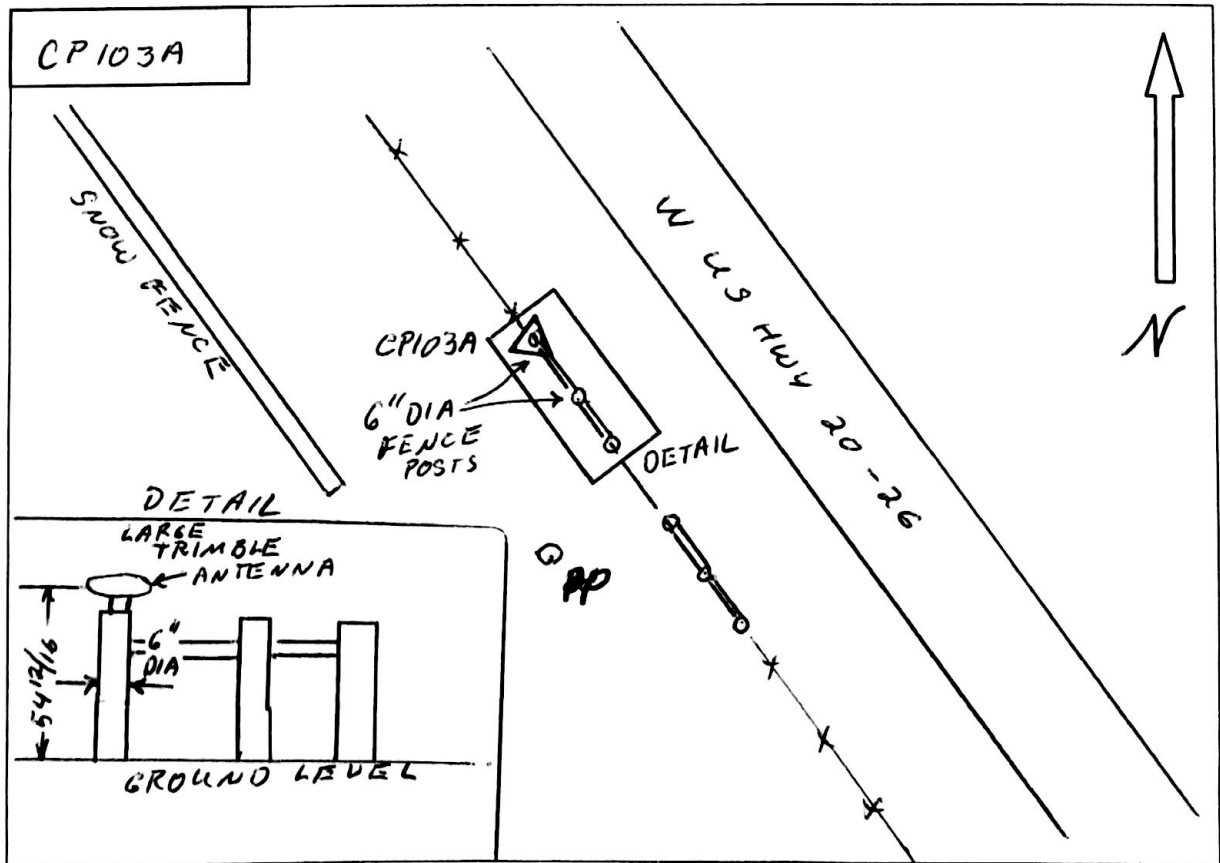 CP103A
SNOW FENCE
W US HWY 20-26
N
CP103A
6" DIA
FENCE
POSTS
DETAIL
PP
DETAIL
LARGE
TRIMBLE
ANTENNA
6"
DIA
54 12/16
GROUND LEVEL